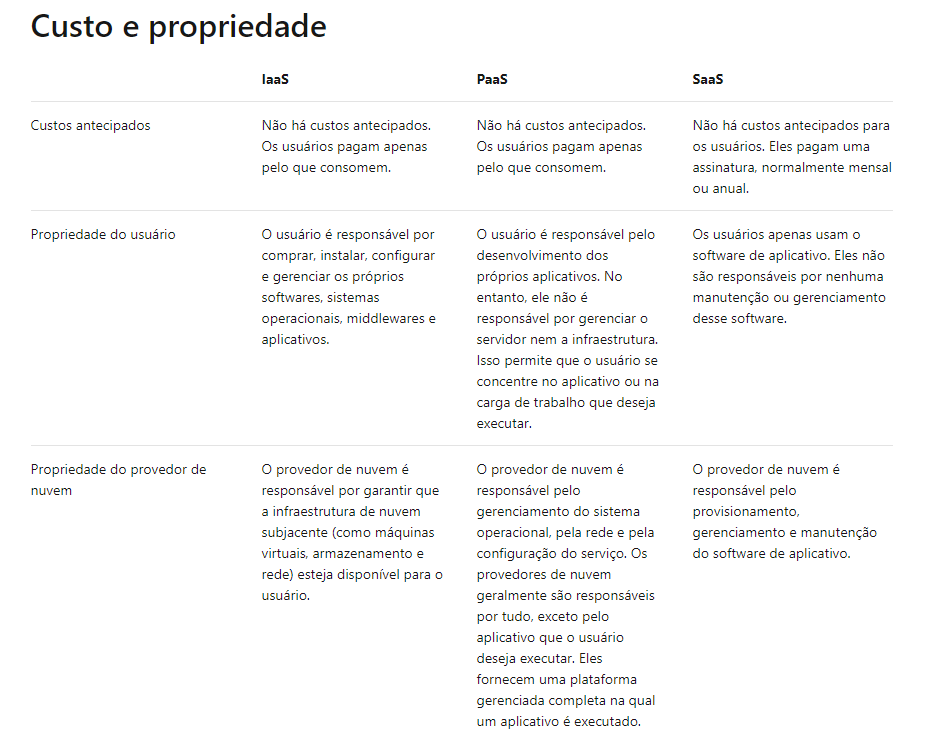 Custo e propriedade
IaaS
PaaS
SaaS
Custos antecipados
Não há custos antecipados.
Os usuários pagam apenas
pelo que consomem.
Não há custos antecipados.
Os usuários pagam apenas
pelo que consomem.
Não há custos antecipados para
os usuários. Eles pagam uma
assinatura, normalmente mensal
ou anual.
Propriedade do usuário
O usuário é responsável por
comprar, instalar, configurar
e gerenciar os próprios
softwares, sistemas
operacionais, middlewares e
aplicativos.
O usuário é responsável pelo
desenvolvimento dos
próprios aplicativos. No
entanto, ele não é
responsável por gerenciar o
servidor nem a infraestrutura.
Isso permite que o usuário se
concentre no aplicativo ou na
carga de trabalho que deseja
executar.
Os usuários apenas usam o
software de aplicativo. Eles não
são responsáveis por nenhuma
manutenção ou gerenciamento
desse software.
Propriedade do provedor de
nuvem
O provedor de nuvem é
responsável por garantir que
a infraestrutura de nuvem
subjacente (como máquinas
virtuais, armazenamento e
rede) esteja disponível para o
usuário.
O provedor de nuvem é
responsável pelo
gerenciamento do sistema
operacional, pela rede e pela
configuração do serviço. Os
provedores de nuvem
geralmente são responsáveis
por tudo, exceto pelo
aplicativo que o usuário
deseja executar. Eles
fornecem uma plataforma
gerenciada completa na qual
um aplicativo é executado.
O provedor de nuvem é
responsável pelo
provisionamento,
gerenciamento e manutenção
do software de aplicativo.